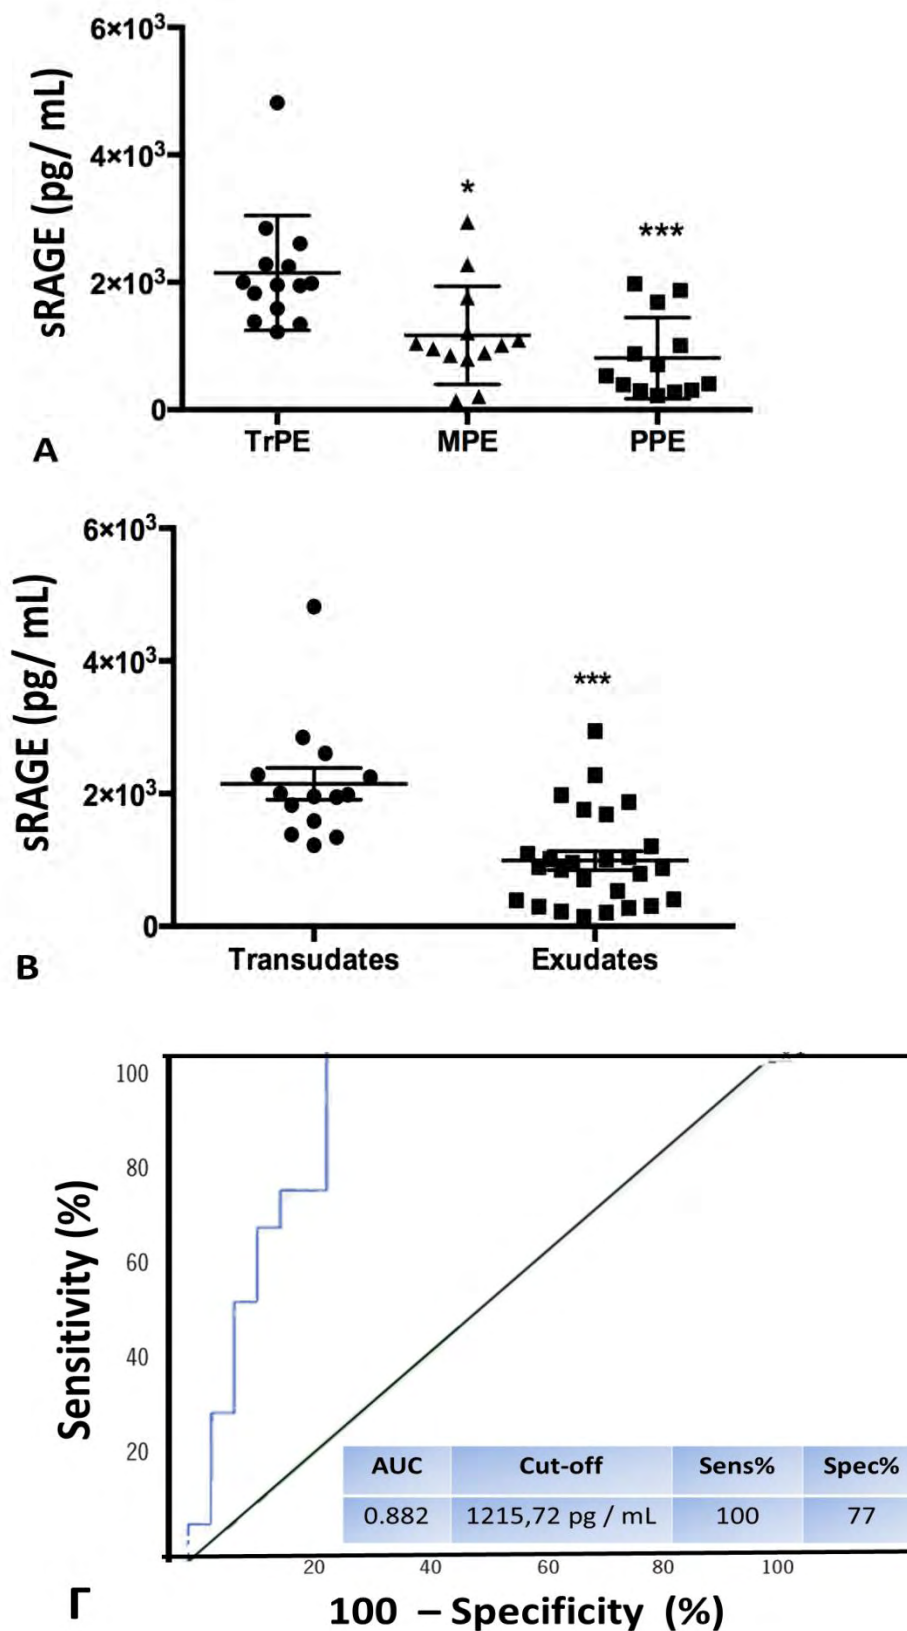 6×10³
4×10³
2×10³
0
sRAGE (pg/ mL)
*
***
TrPE MPE PPE
A
6×10³
4×10³
2×10³
0
sRAGE (pg/ mL)
***
Transudates Exudates
B
100
80
60
40
20
Sensitivity (%)
AUC Cut-off Sens% Spec%
0.882 1215,72 pg / mL 100 77
20 40 60 80 100
Γ
100 – Specificity (%)